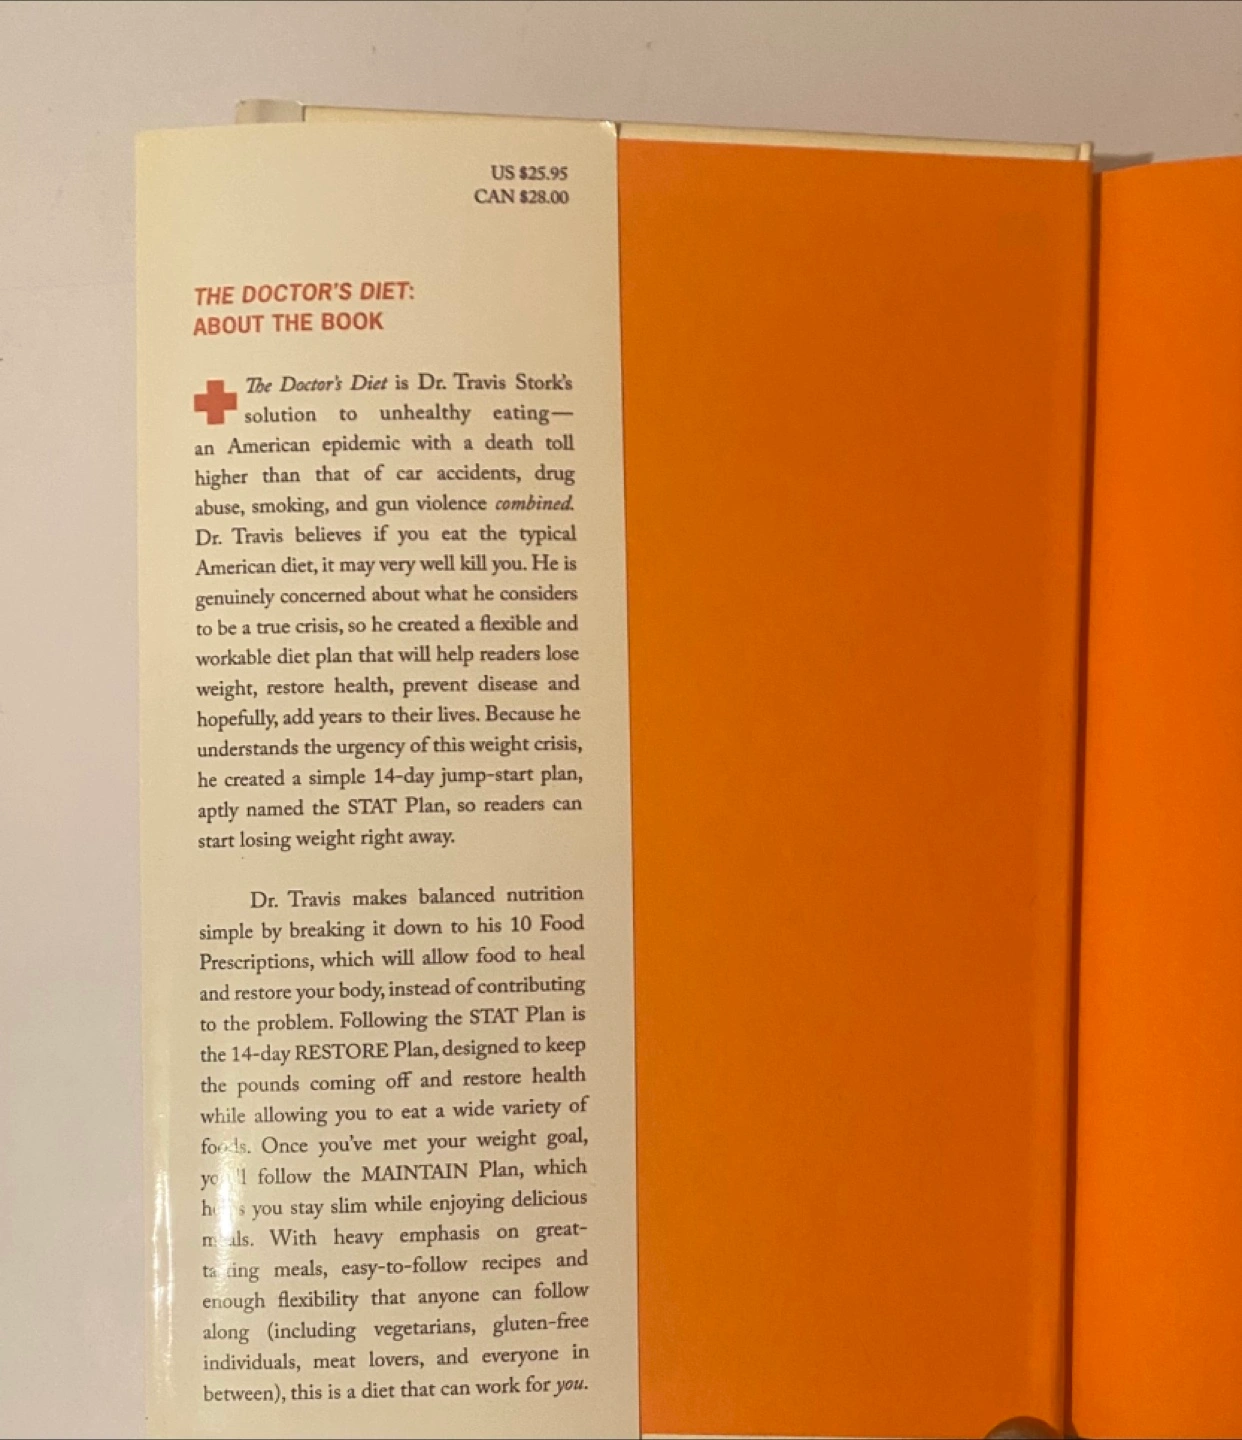 US $25.95
CAN $28.00
THE DOCTOR'S DIET:
ABOUT THE BOOK
The Doctor's Diet is Dr. Travis Stork's
solution to unhealthy eating—
an American epidemic with a death toll
higher than that of car accidents, drug
abuse, smoking, and gun violence combined.
Dr. Travis believes if you eat the typical
American diet, it may very well kill you. He is
genuinely concerned about what he considers
to be a true crisis, so he created a flexible and
workable diet plan that will help readers lose
weight, restore health, prevent disease and
hopefully, add years to their lives. Because he
understands the urgency of this weight crisis,
he created a simple 14-day jump-start plan,
aptly named the STAT Plan, so readers can
start losing weight right away.
Dr. Travis makes balanced nutrition
simple by breaking it down to his 10 Food
Prescriptions, which will allow food to heal
and restore your body, instead of contributing
to the problem. Following the STAT Plan is
the 14-day RESTORE Plan, designed to keep
the pounds coming off and restore health
while allowing you to eat a wide variety of
foods. Once you've met your weight goal,
you'll follow the MAINTAIN Plan, which
helps you stay slim while enjoying delicious
meals. With heavy emphasis on great-
tasting meals, easy-to-follow recipes and
enough flexibility that anyone can follow
along (including vegetarians, gluten-free
individuals, meat lovers, and everyone in
between), this is a diet that can work for you.